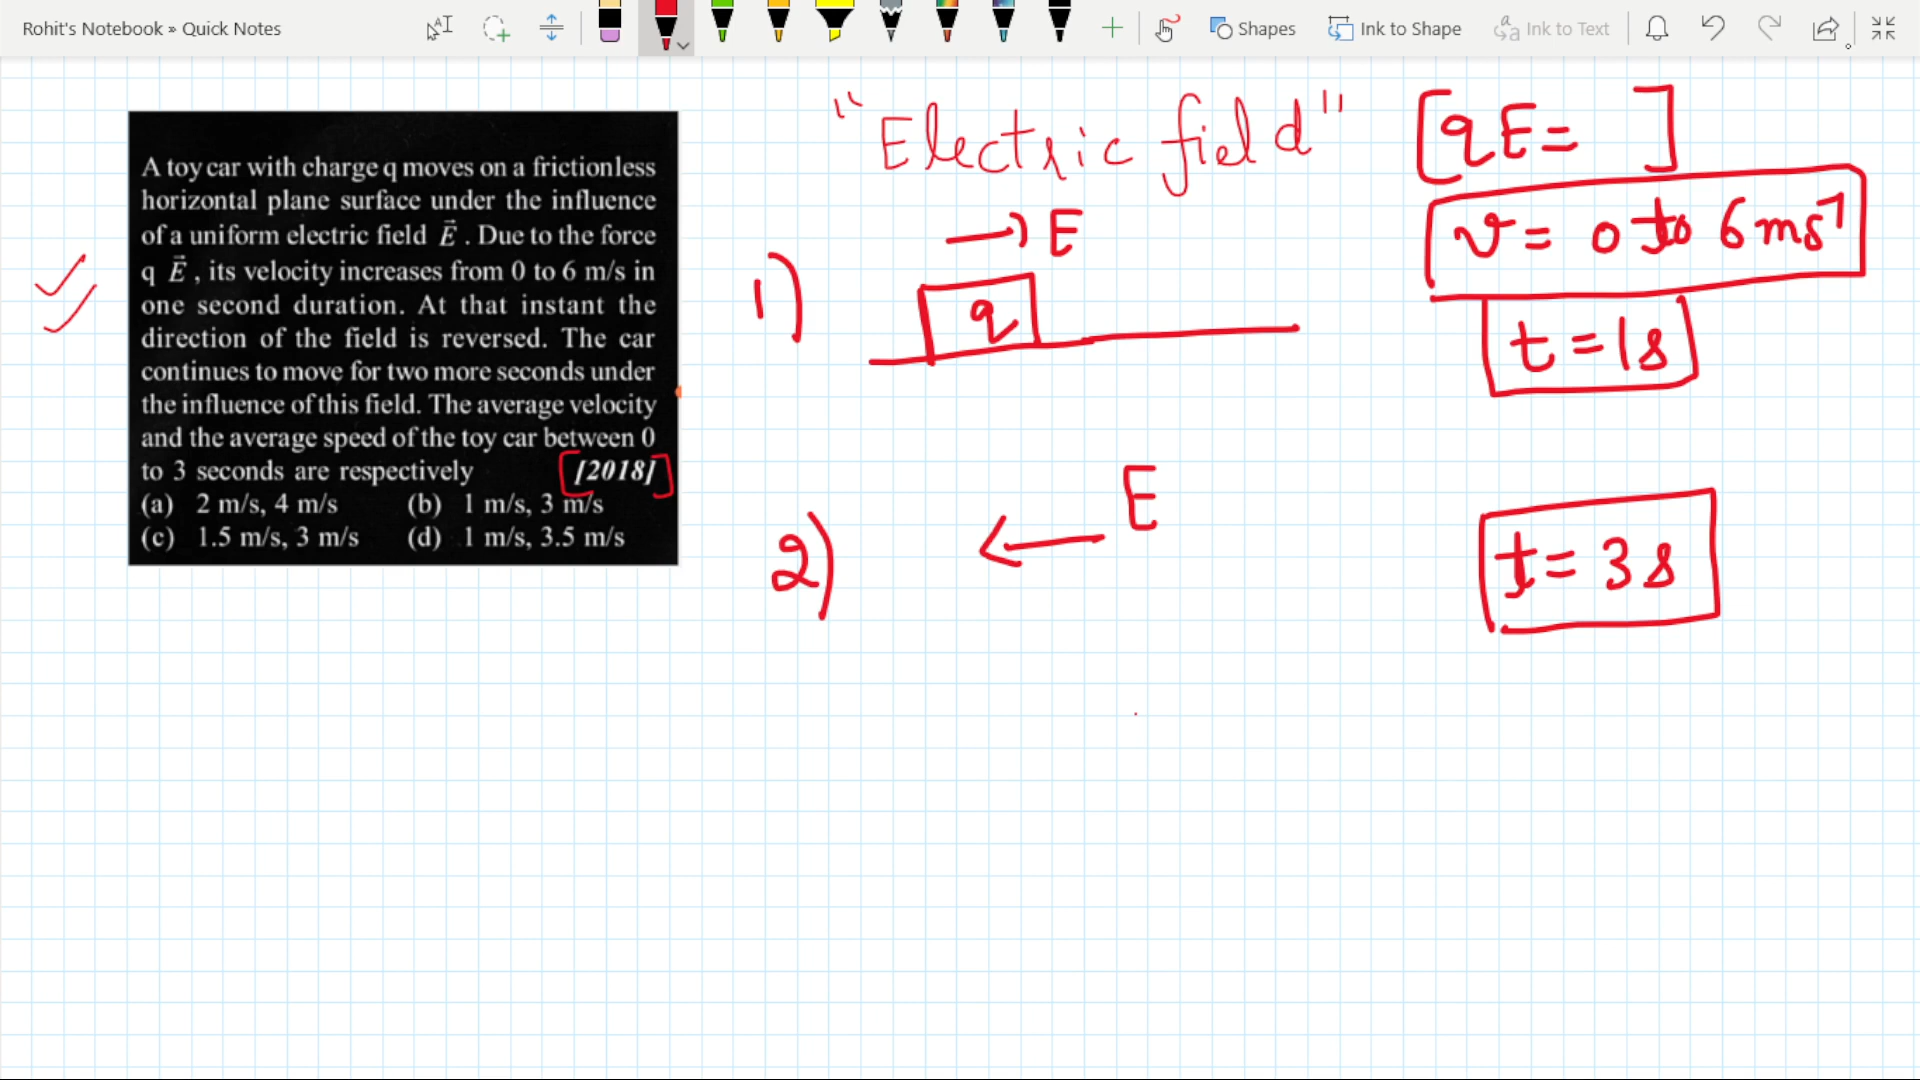 Rohit's Notebook » Quick Notes
Shapes
Ink to Shape
Ink to Text
A toy car with charge q moves on a frictionless
horizontal plane surface under the influence
of a uniform electric field E⃗ . Due to the force
q E⃗ , its velocity increases from 0 to 6 m/s in
one second duration. At that instant the
direction of the field is reversed. The car
continues to move for two more seconds under
the influence of this field. The average velocity
and the average speed of the toy car between 0
to 3 seconds are respectively [2018]
(a) 2 m/s, 4 m/s (b) 1 m/s, 3 m/s
(c) 1.5 m/s, 3 m/s (d) 1 m/s, 3.5 m/s
"Electric field"
[qE= ]
v = 0 to 6 ms⁻¹
t = 1s
1)
→ E
q
2)
← E
t = 3s